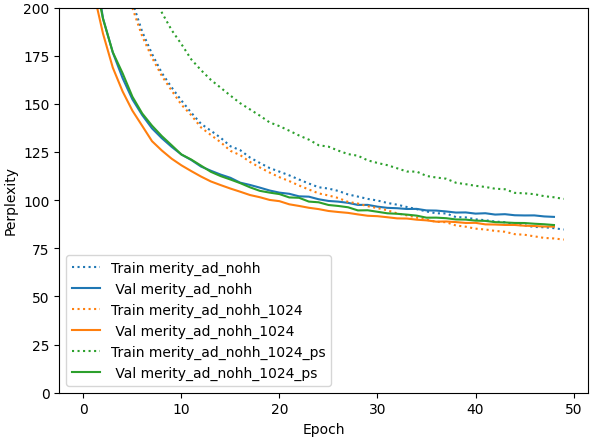 200
175
150
125
100
75
50
25
0
Perplexity
Train merity_ad_nohh
Val merity_ad_nohh
Train merity_ad_nohh_1024
Val merity_ad_nohh_1024
Train merity_ad_nohh_1024_ps
Val merity_ad_nohh_1024_ps
0 10 20 30 40 50
Epoch